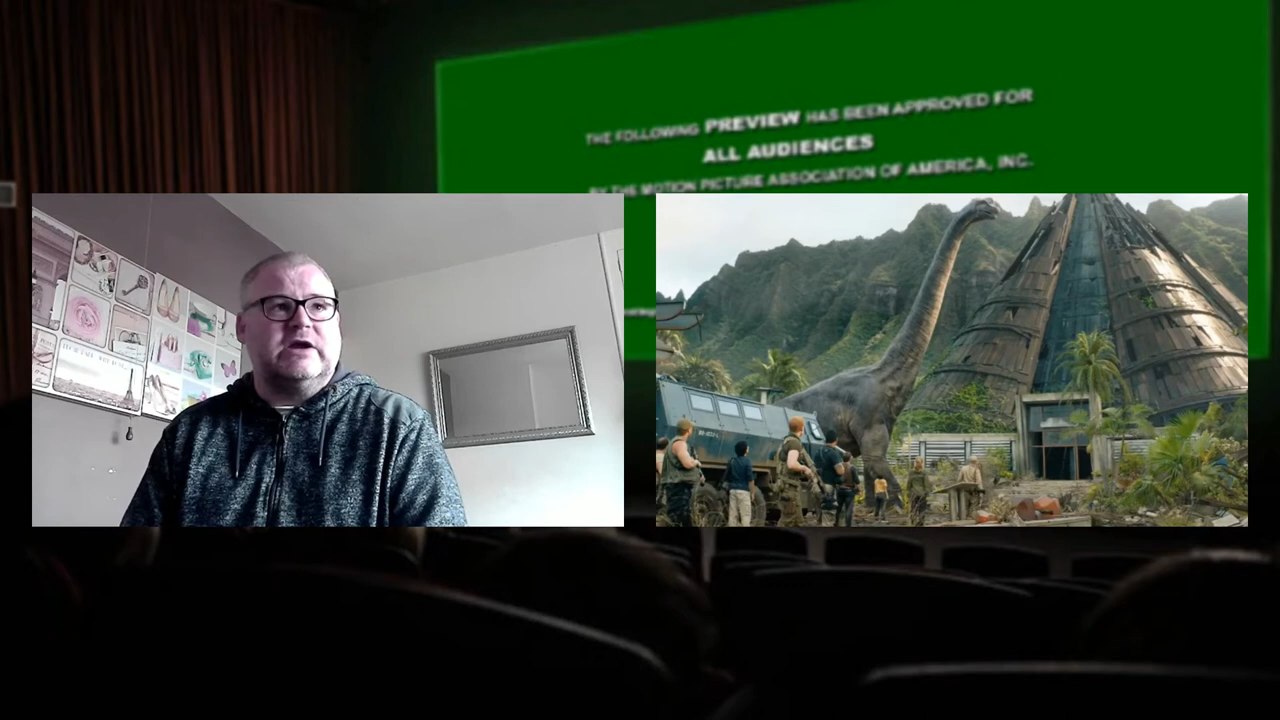 THE FOLLOWING PREVIEW HAS BEEN APPROVED FOR
ALL AUDIENCES
BY THE MOTION PICTURE ASSOCIATION OF AMERICA, INC.